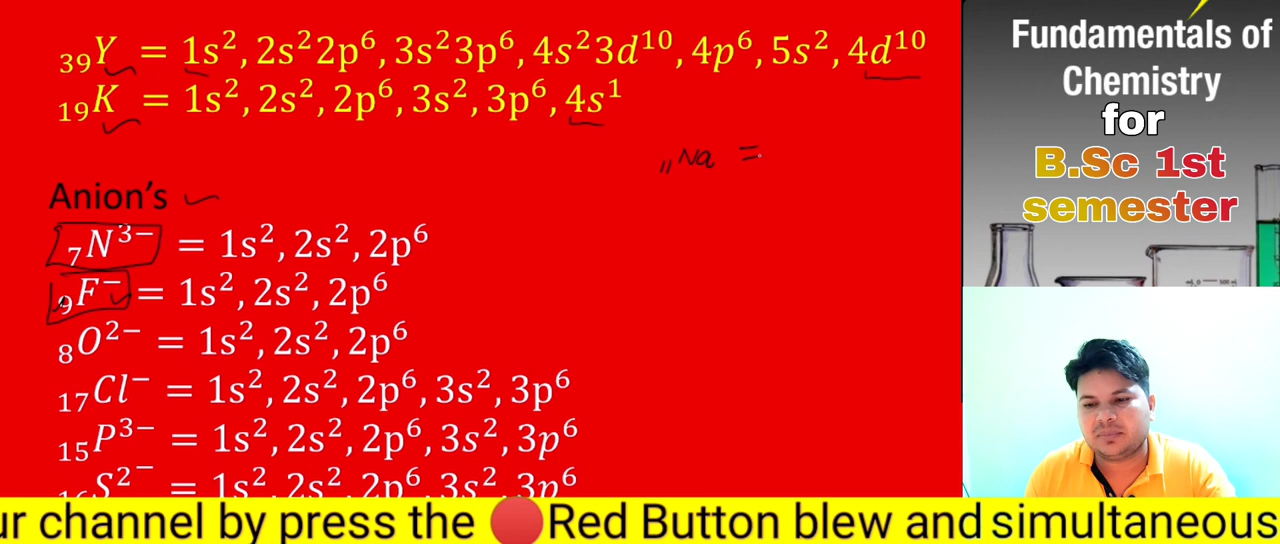 ₃₉Y = 1s², 2s²2p⁶, 3s²3p⁶, 4s²3d¹⁰, 4p⁶, 5s², 4d¹⁰
₁₉K = 1s², 2s², 2p⁶, 3s², 3p⁶, 4s¹
₁₁Na =
Anion's
₇N³⁻ = 1s², 2s², 2p⁶
₉F⁻ = 1s², 2s², 2p⁶
₈O²⁻ = 1s², 2s², 2p⁶
₁₇Cl⁻ = 1s², 2s², 2p⁶, 3s², 3p⁶
₁₅P³⁻ = 1s², 2s², 2p⁶, 3s², 3p⁶
₁₆S²⁻ = 1s², 2s², 2p⁶, 3s², 3p⁶
Fundamentals of
Chemistry
for
B.Sc 1st
semester
ur channel by press the 🔴Red Button blew and simultaneous